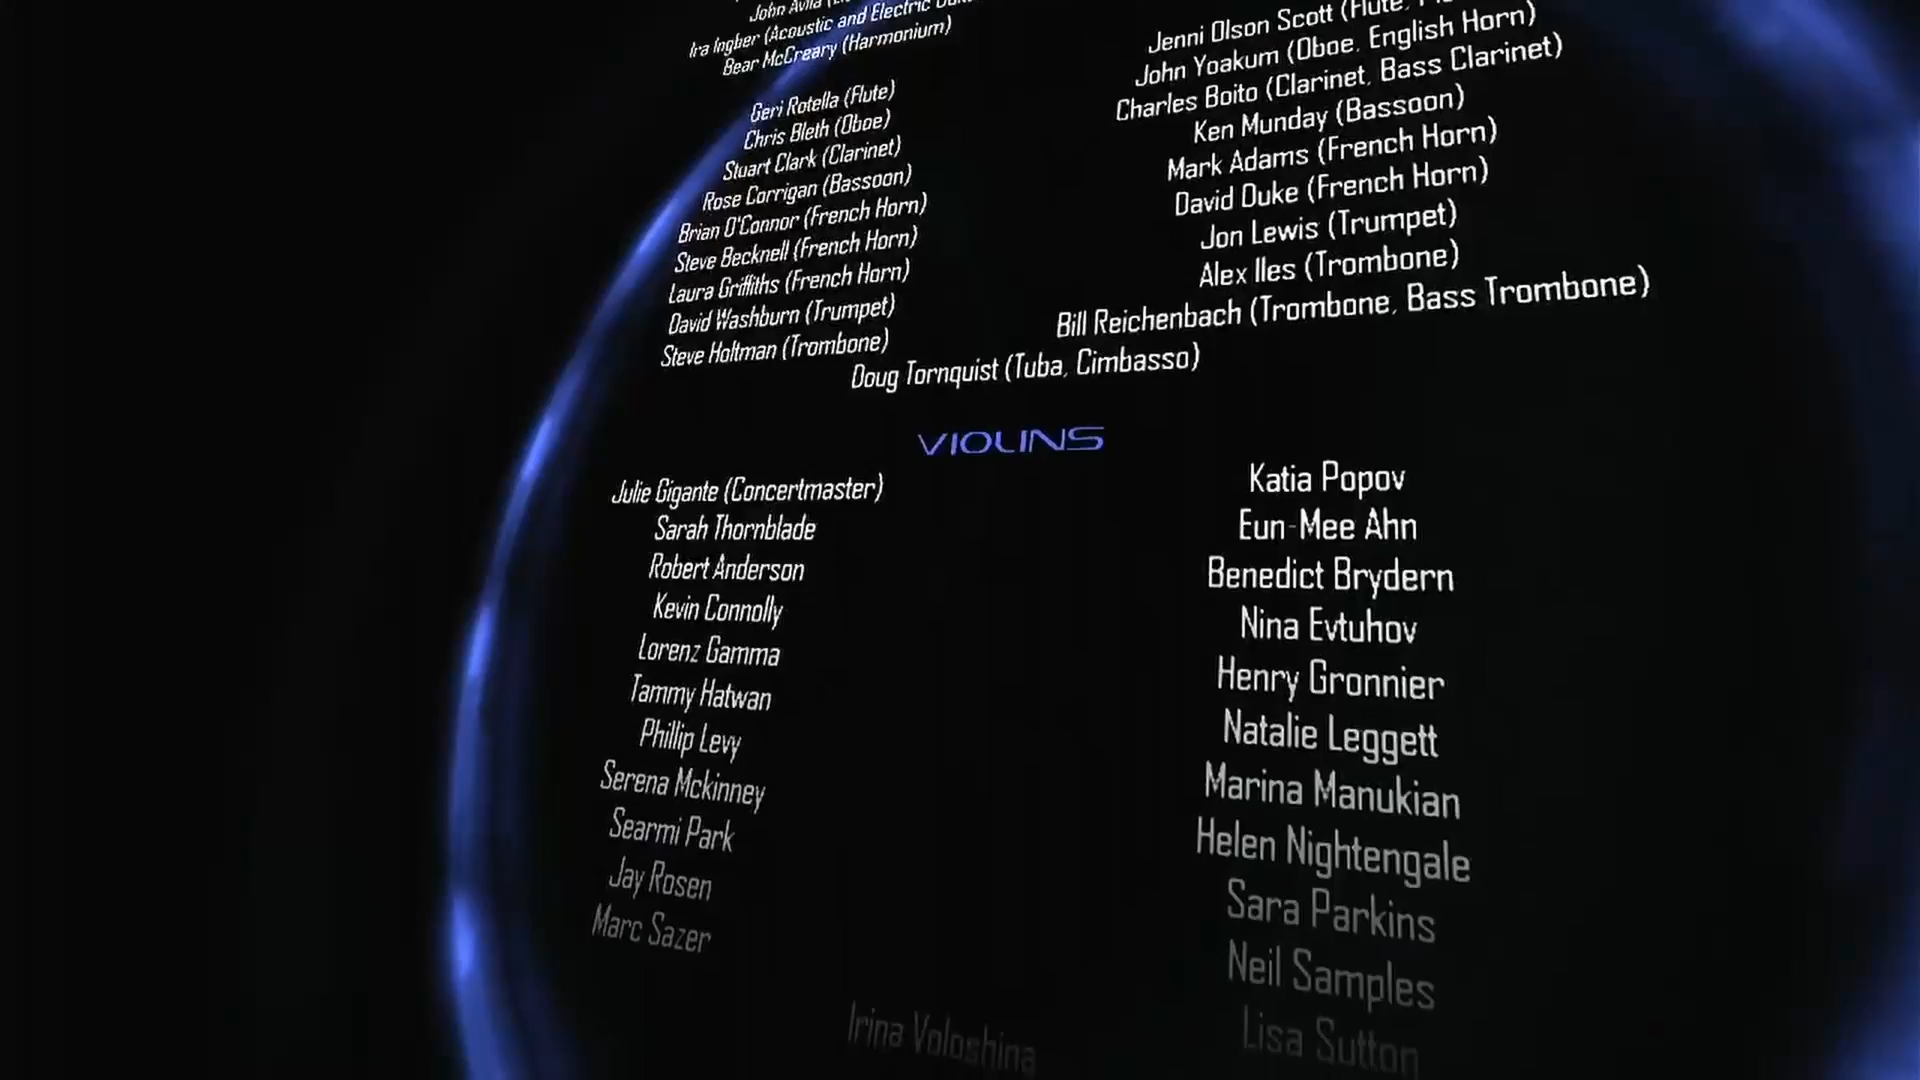 John Avila
Ira Ingber (Acoustic and Electric
Bear McCreary (Harmonium)
Geri Rotella (Flute)
Chris Bleth (Oboe)
Stuart Clark (Clarinet)
Rose Corrigan (Bassoon)
Brian O'Connor (French Horn)
Steve Becknell (French Horn)
Laura Griffiths (French Horn)
David Washburn (Trumpet)
Steve Holtman (Trombone)
Jenni Olson Scott (Flute,
John Yoakum (Oboe, English Horn)
Charles Boito (Clarinet, Bass Clarinet)
Ken Munday (Bassoon)
Mark Adams (French Horn)
David Duke (French Horn)
Jon Lewis (Trumpet)
Alex Iles (Trombone)
Bill Reichenbach (Trombone, Bass Trombone)
Doug Tornquist (Tuba, Cimbasso)
VIOLINS
Julie Gigante (Concertmaster)
Sarah Thornblade
Robert Anderson
Kevin Connolly
Lorenz Gamma
Tammy Hatwan
Phillip Levy
Serena Mckinney
Searmi Park
Jay Rosen
Marc Sazer
Katia Popov
Eun-Mee Ahn
Benedict Brydern
Nina Evtuhov
Henry Gronnier
Natalie Leggett
Marina Manukian
Helen Nightengale
Sara Parkins
Neil Samples
Lisa Sutton
Irina Voloshina